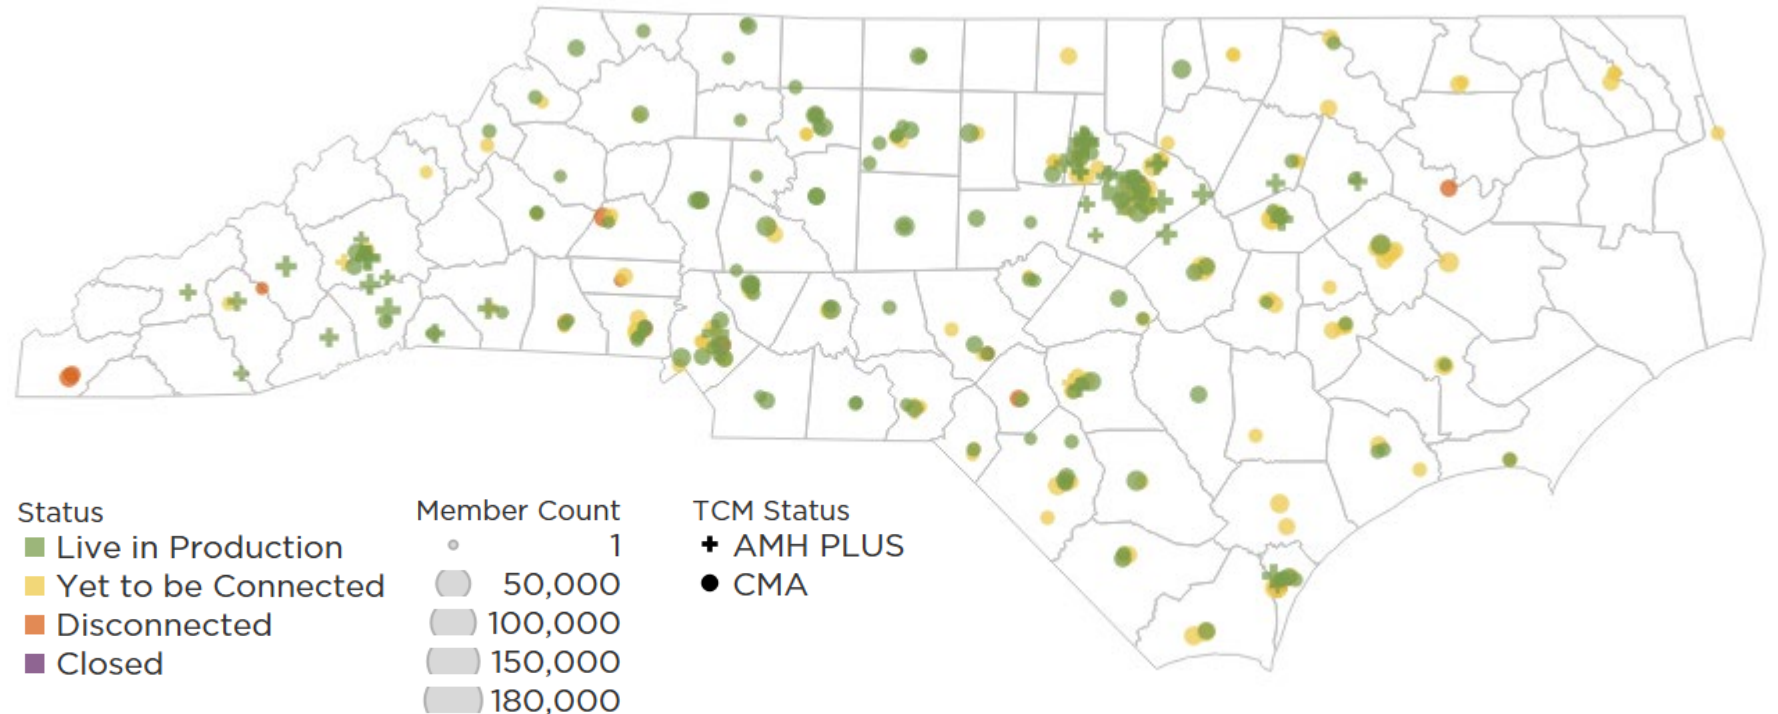 Status
Live in Production
Yet to be Connected
Disconnected
Closed
Member Count
1
50,000
100,000
150,000
180,000
TCM Status
AMH PLUS
CMA